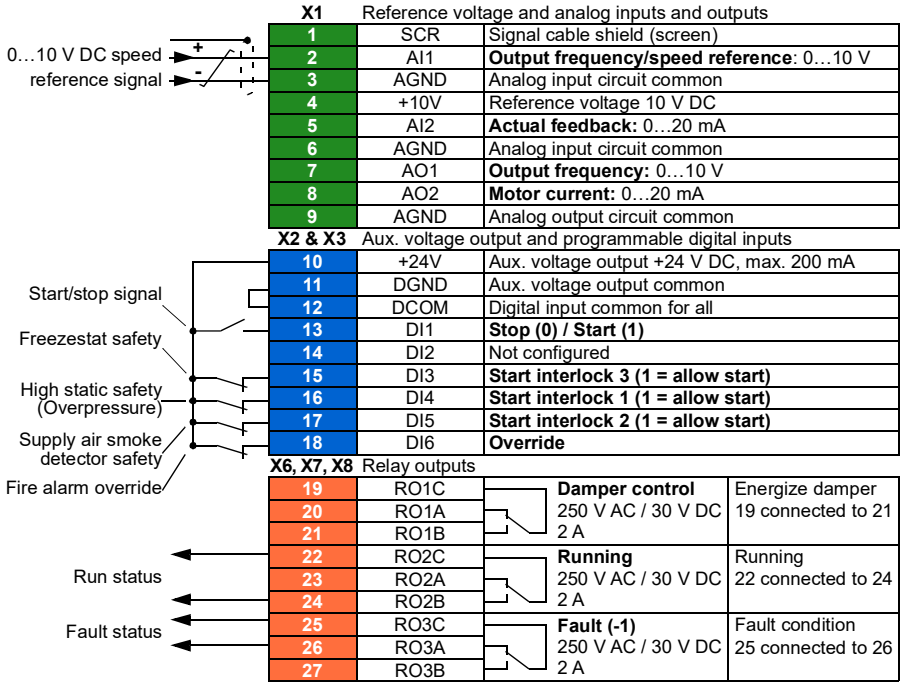 X1 Reference voltage and analog inputs and outputs
1 SCR Signal cable shield (screen)
0…10 V DC speed + 2 AI1 Output frequency/speed reference: 0…10 V
reference signal - 3 AGND Analog input circuit common
4 +10V Reference voltage 10 V DC
5 AI2 Actual feedback: 0…20 mA
6 AGND Analog input circuit common
7 AO1 Output frequency: 0…10 V
8 AO2 Motor current: 0…20 mA
9 AGND Analog output circuit common
X2 & X3 Aux. voltage output and programmable digital inputs
10 +24V Aux. voltage output +24 V DC, max. 200 mA
11 DGND Aux. voltage output common
Start/stop signal 12 DCOM Digital input common for all
13 DI1 Stop (0) / Start (1)
Freezestat safety 14 DI2 Not configured
15 DI3 Start interlock 3 (1 = allow start)
High static safety
(Overpressure) 16 DI4 Start interlock 1 (1 = allow start)
17 DI5 Start interlock 2 (1 = allow start)
Supply air smoke 18 DI6 Override
detector safety
X6, X7, X8 Relay outputs
Fire alarm override 19 RO1C Damper control Energize damper
20 RO1A 250 V AC / 30 V DC 19 connected to 21
21 RO1B 2 A
22 RO2C Running Running
Run status 23 RO2A 250 V AC / 30 V DC 22 connected to 24
24 RO2B 2 A
25 RO3C Fault (-1) Fault condition
Fault status 26 RO3A 250 V AC / 30 V DC 25 connected to 26
27 RO3B 2 A